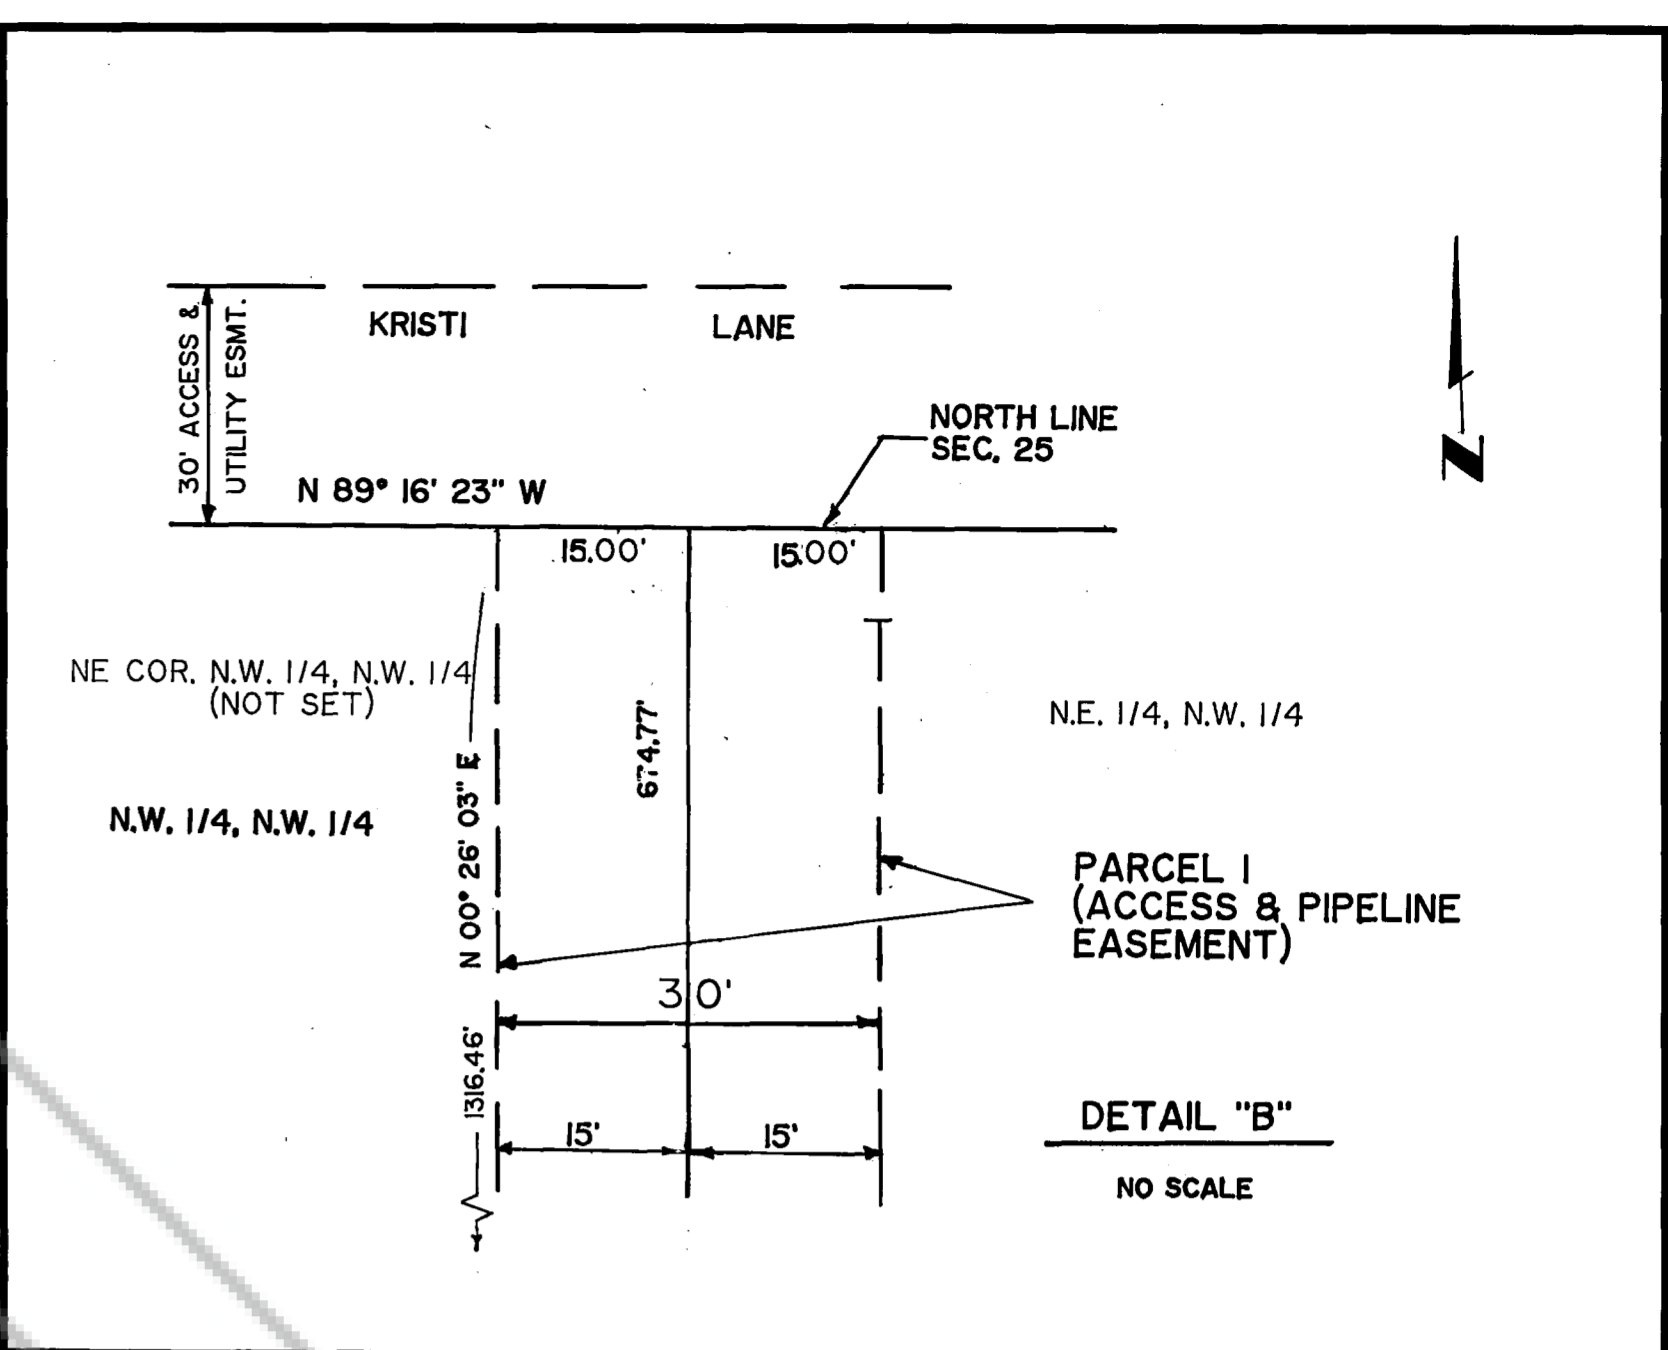 30' ACCESS &
UTILITY ESMT.
KRISTI LANE
NORTH LINE
SEC. 25
N 89° 16' 23" W
15.00' 15.00'
NE COR. N.W. 1/4, N.W. 1/4
(NOT SET)
674.77'
N.E. 1/4, N.W. 1/4
N.W. 1/4, N.W. 1/4
N 00° 26' 03" E
1316.46'
PARCEL 1
(ACCESS & PIPELINE
EASEMENT)
30'
15' 15'
DETAIL "B"
NO SCALE
N